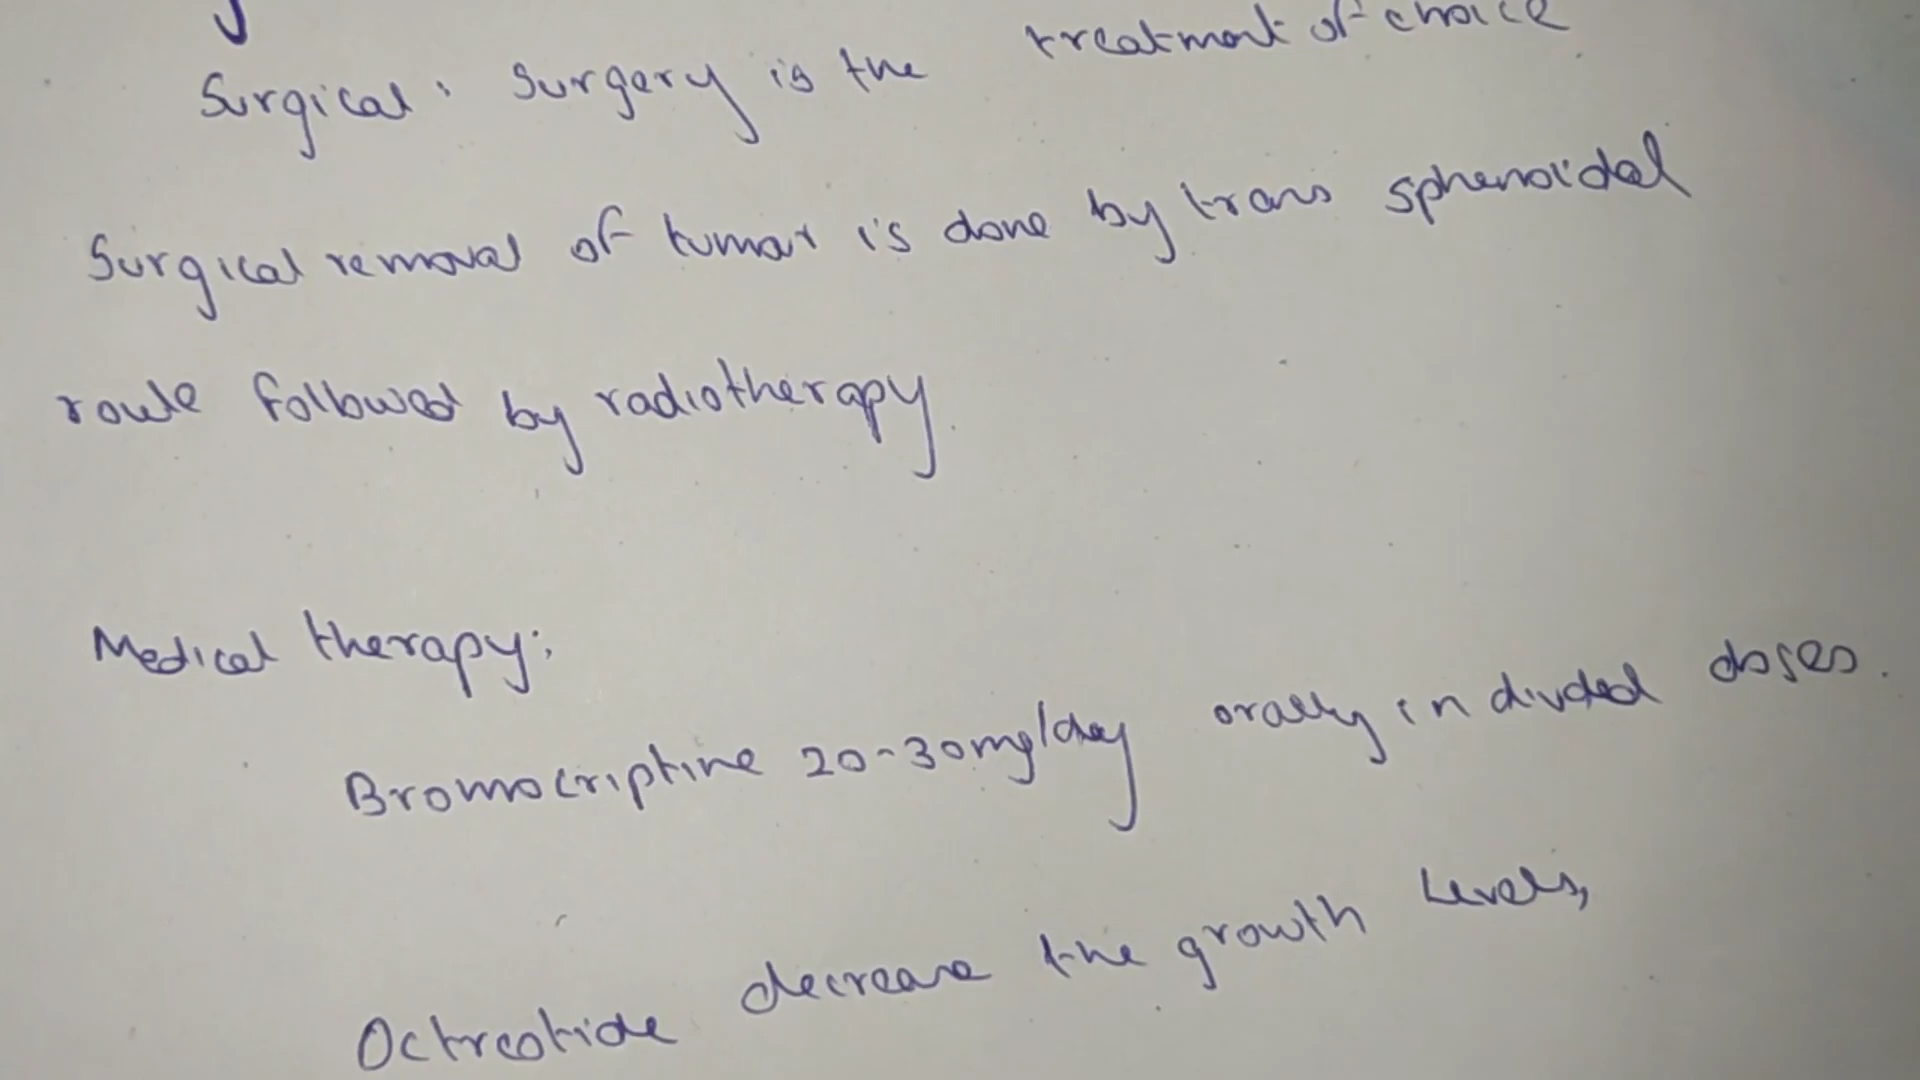 Surgical: Surgery is the treatment of choice
Surgical removal of tumar is done by trans sphenoidal
route followed by radiotherapy.
Medical therapy:
Bromocriptine 20-30mg/day orally in divided doses.
Octreotide decrease the growth levels,